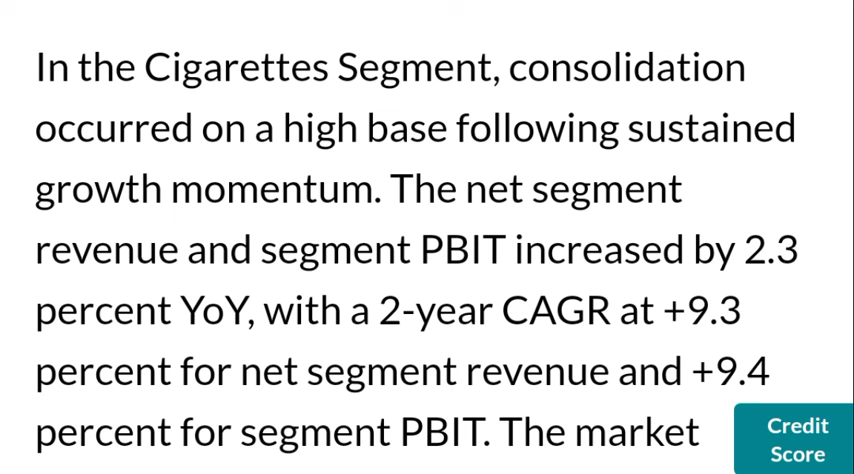 In the Cigarettes Segment, consolidation
occurred on a high base following sustained
growth momentum. The net segment
revenue and segment PBIT increased by 2.3
percent YoY, with a 2-year CAGR at +9.3
percent for net segment revenue and +9.4
percent for segment PBIT. The market
Credit
Score